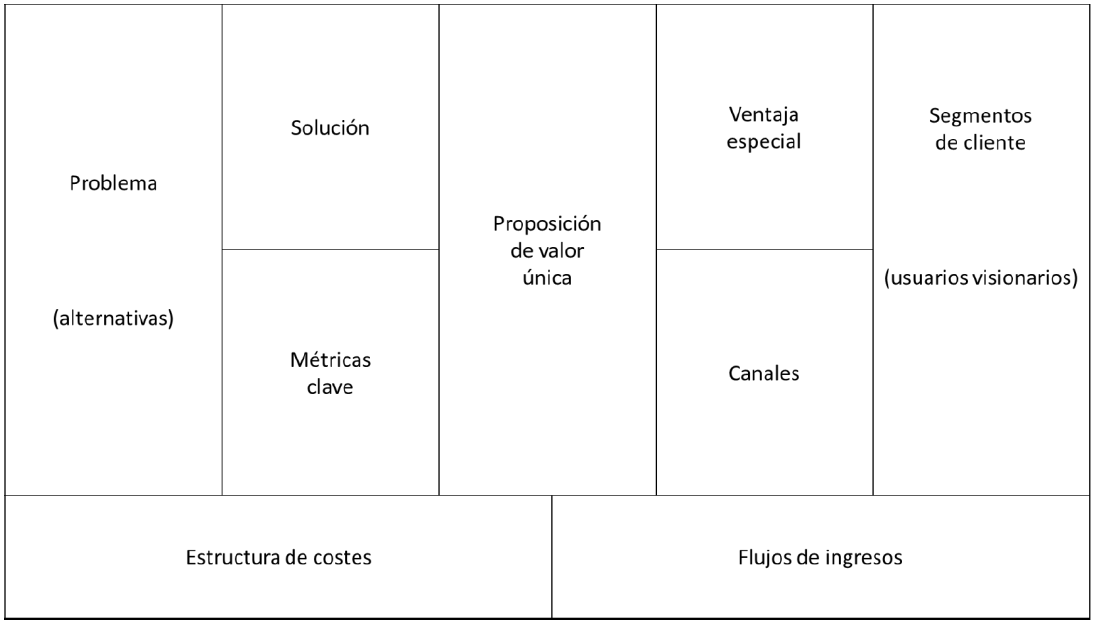 Problema
(alternativas)
Solución
Métricas
clave
Proposición
de valor
única
Ventaja
especial
Canales
Segmentos
de cliente
(usuarios visionarios)
Estructura de costes
Flujos de ingresos